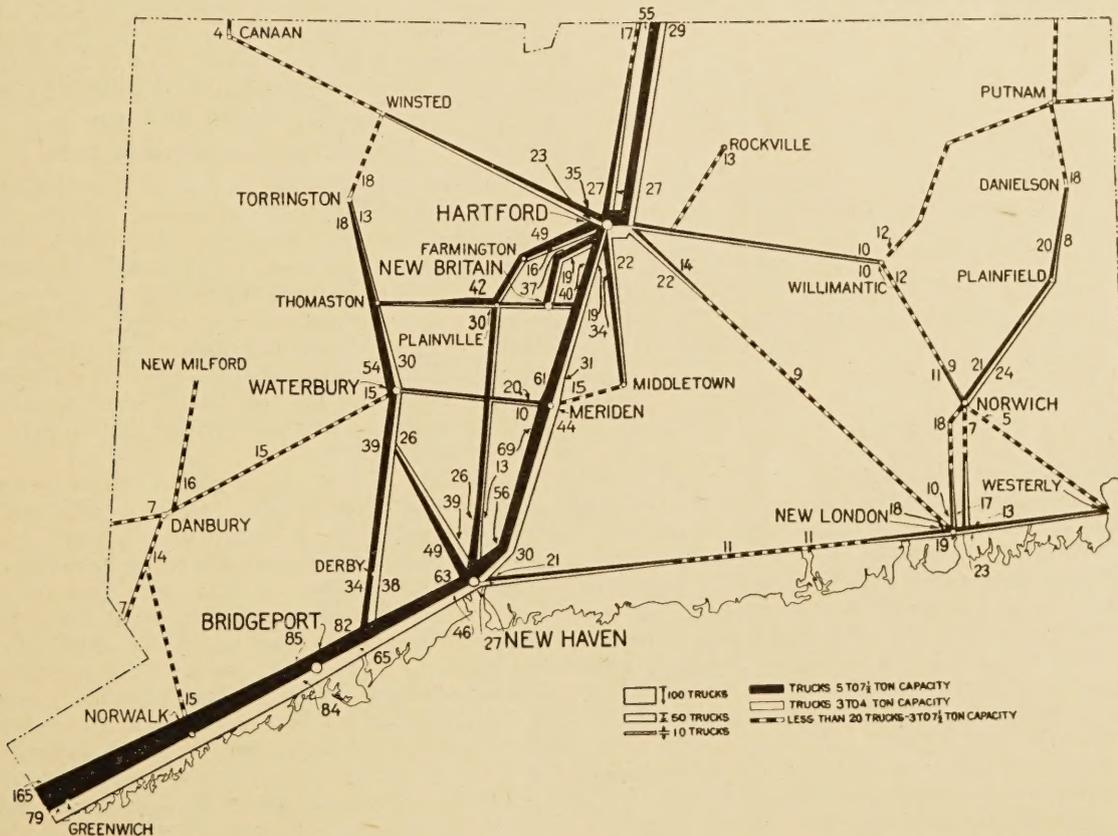 55
17
29
4
CANAAN
WINSTED
PUTNAM
ROCKVILLE
13
23
35
27
27
18
TORRINGTON
18
13
HARTFORD
18
DANIELSON
49
FARMINGTON
16
NEW BRITAIN
37
19
40
22
14
22
12
10
10
12
WILLIMANTIC
20
8
PLAINFIELD
42
THOMASTON
30
PLAINVILLE
19
34
NEW MILFORD
54
30
31
61
15
MIDDLETOWN
9
9
11
21
24
WATERBURY
15
20
10
MERIDEN
44
NORWICH
18
7
5
39
26
69
15
16
26
13
39
56
WESTERLY
7
DANBURY
10
17
13
NEW LONDON
18
19
23
14
49
30
21
11
11
DERBY
34
38
63
7
BRIDGEPORT
82
46
27
NEW HAVEN
85
65
84
15
NORWALK
165
79
GREENWICH
100 TRUCKS
50 TRUCKS
10 TRUCKS
TRUCKS 5 TO 7½ TON CAPACITY
TRUCKS 3 TO 4 TON CAPACITY
LESS THAN 20 TRUCKS-3 TO 7½ TON CAPACITY